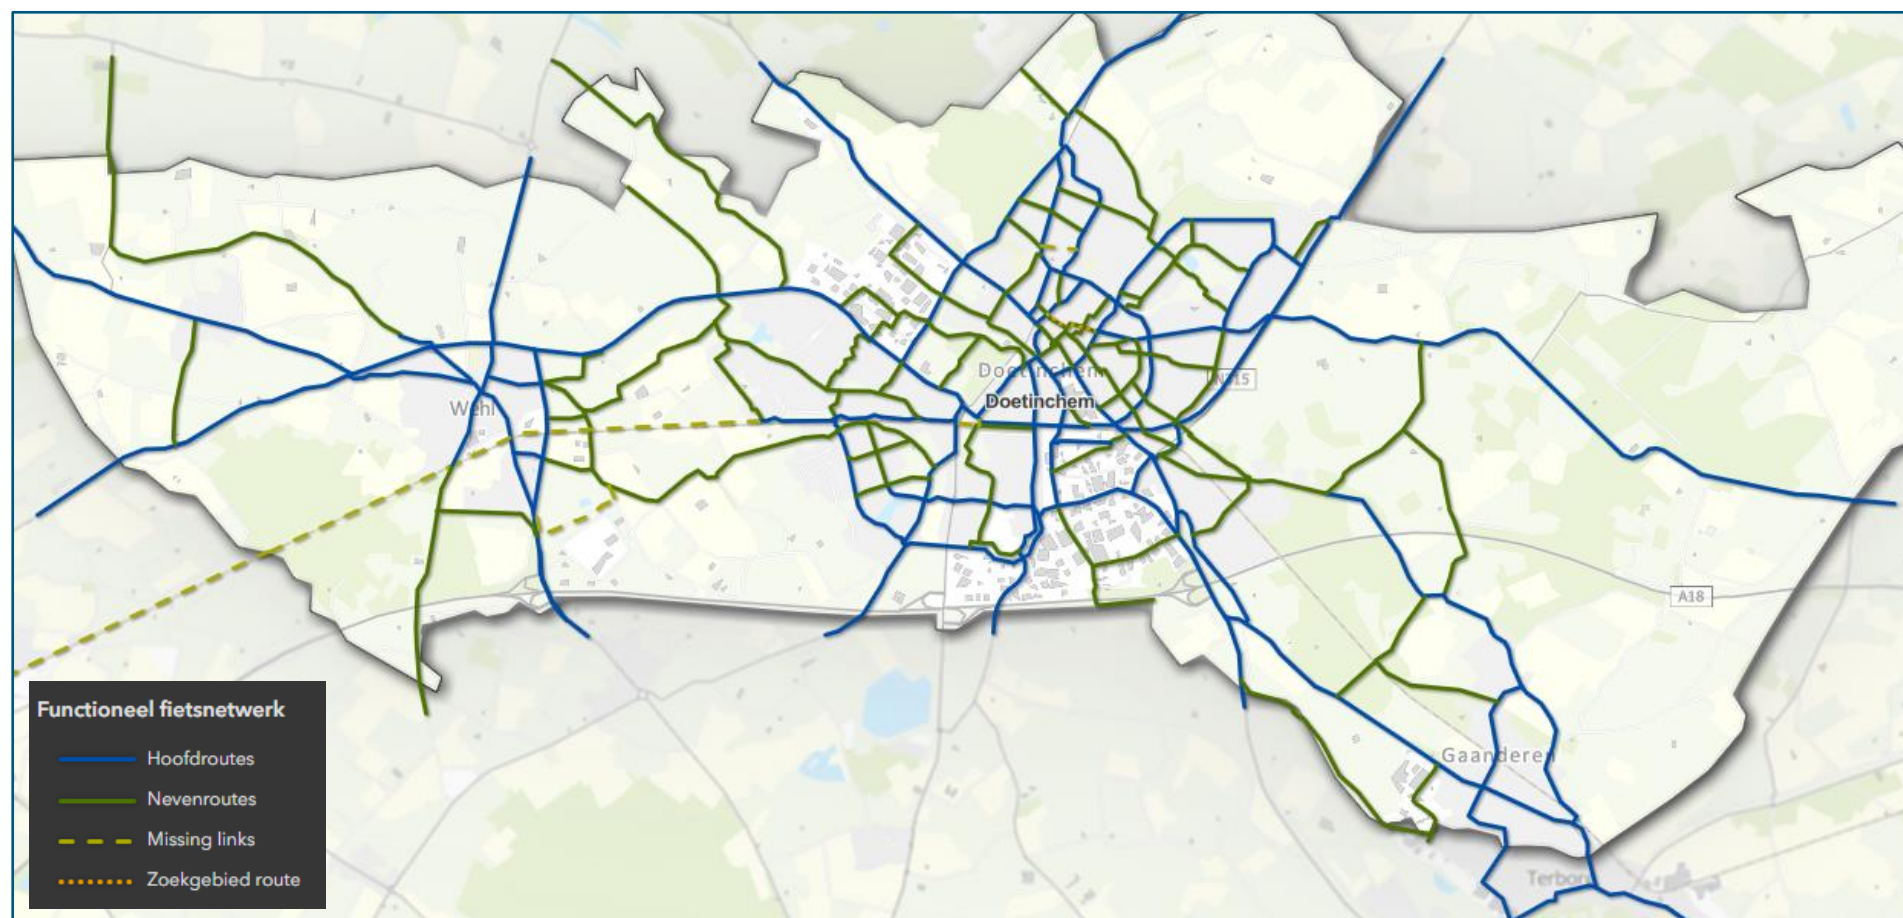 Doetinchem
N315
Doetinchem
Wehl
A18
Functioneel fietsnetwerk
Hoofdroutes
Nevenroutes
Missing links
Zoekgebied route
Gaanderen
Terborg